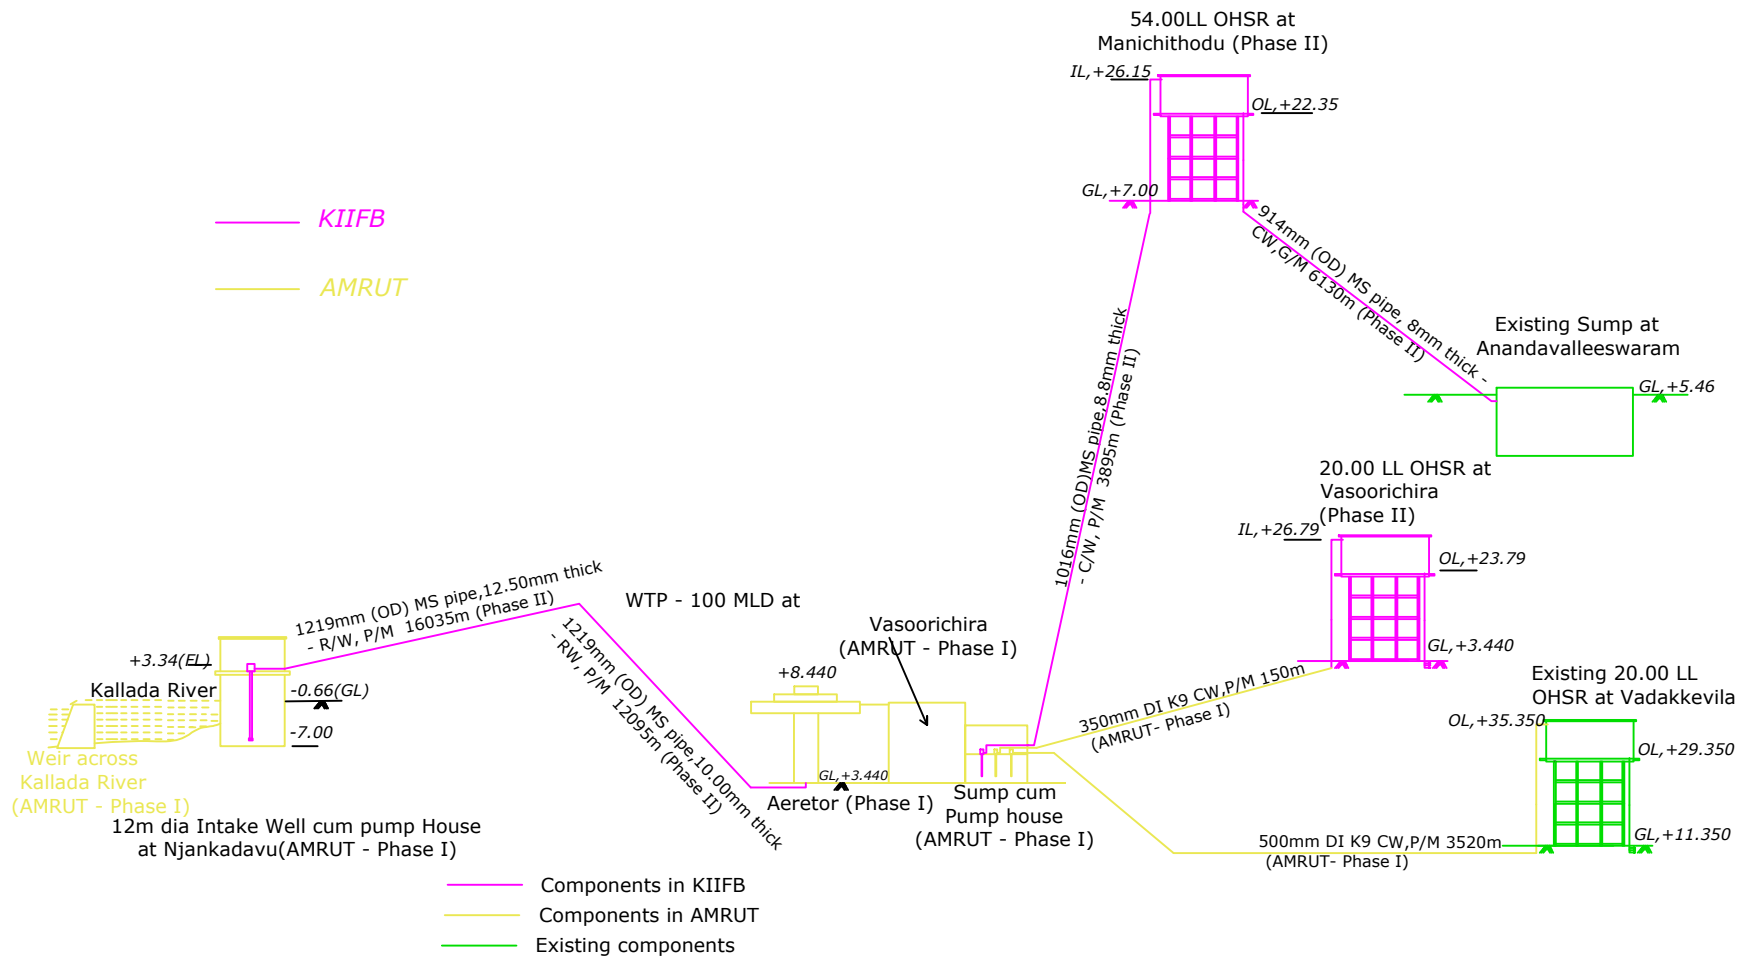 54.00LL OHSR at
Manichithodu (Phase II)
IL,+26.15
OL,+22.35
GL,+7.00
KIIFB
AMRUT
914mm (OD) MS pipe, 8mm thick -
CW,G/M 6130m (Phase II)
Existing Sump at
Anandavalleeswaram
GL,+5.46
1016mm (OD)MS pipe,8.8mm thick
- C/W, P/M 3895m (Phase II)
20.00 LL OHSR at
Vasoorichira
(Phase II)
IL,+26.79
OL,+23.79
GL,+3.440
1219mm (OD) MS pipe,12.50mm thick
- R/W, P/M 16035m (Phase II)
1219mm (OD) MS pipe,10.00mm thick
- RW, P/M 12095m (Phase II)
WTP - 100 MLD at
Vasoorichira
(AMRUT - Phase I)
+3.34(FL)
Kallada River
-0.66(GL)
-7.00
Weir across
Kallada River
(AMRUT - Phase I)
12m dia Intake Well cum pump House
at Njankadavu(AMRUT - Phase I)
+8.440
GL,+3.440
Aeretor (Phase I)
Sump cum
Pump house
(AMRUT - Phase I)
350mm DI K9 CW,P/M 150m
(AMRUT- Phase I)
Existing 20.00 LL
OHSR at Vadakkevila
OL,+35.350
OL,+29.350
GL,+11.350
500mm DI K9 CW,P/M 3520m
(AMRUT- Phase I)
Components in KIIFB
Components in AMRUT
Existing components